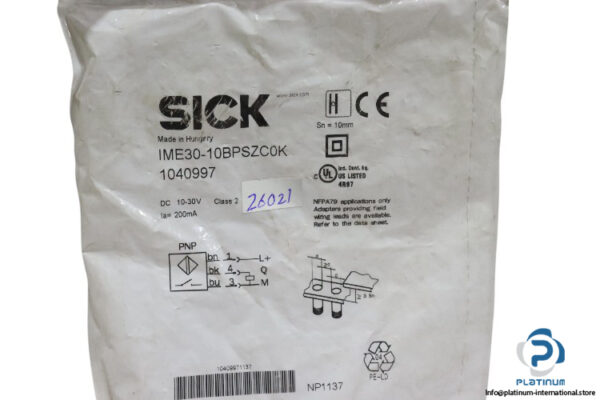 SICK
www.sick.com
Made in Hungary
IME30-10BPSZC0K
1040997
DC 10-30V Class 2
Ia= 200mA
26021
Sn = 10mm
CE
c UL US LISTED
Ind. Cont. Eq.
4R97
NFPA79 applications only
Adapters providing field
wiring leads are available.
Refer to the data sheet.
PNP
bn 1 L+
bk 4 Q
bu 3 M
04
PE-LD
10409971137
NP1137
PLATINUM
Info@platinum-international.store